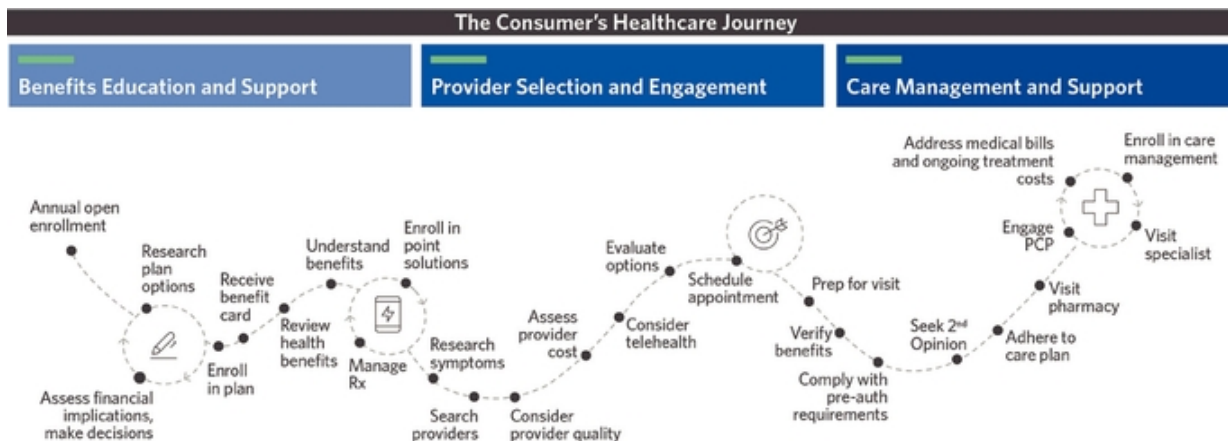 The Consumer's Healthcare Journey
Benefits Education and Support
Provider Selection and Engagement
Care Management and Support
Annual open
enrollment
Research
plan
options
Assess financial
implications,
make decisions
Enroll
in plan
Receive
benefit
card
Review
health
benefits
Understand
benefits
Manage
Rx
Enroll in
point
solutions
Research
symptoms
Search
providers
Consider
provider quality
Assess
provider
cost
Consider
telehealth
Evaluate
options
Schedule
appointment
Prep for visit
Verify
benefits
Comply with
pre-auth
requirements
Seek 2nd
Opinion
Adhere to
care plan
Visit
pharmacy
Engage
PCP
Address medical bills
and ongoing treatment
costs
Enroll in care
management
Visit
specialist